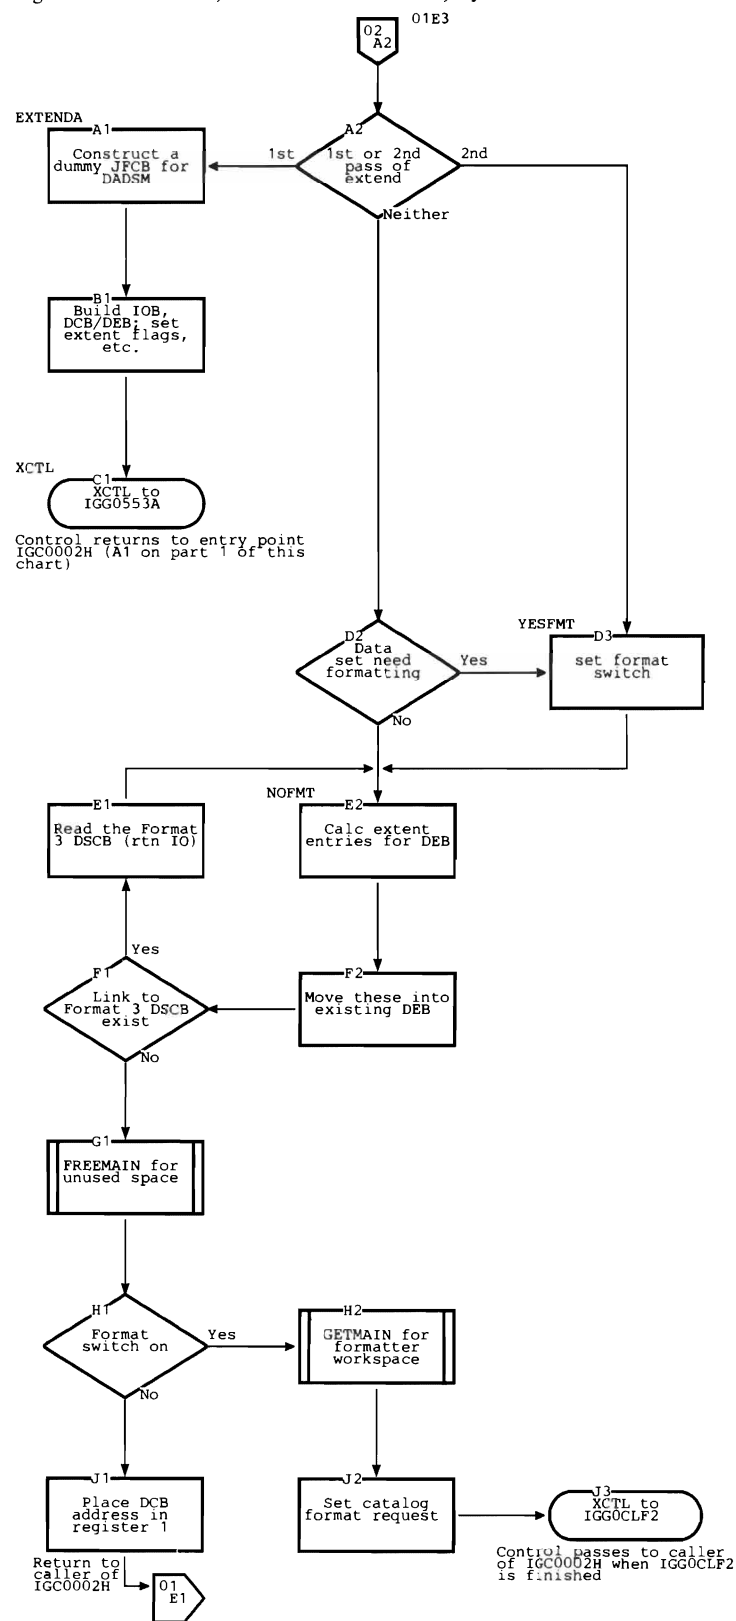 01E3
02
A2
EXTENDA
A1
Construct a
dummy JFCB for
DADSM
1st
A2
1st or 2nd
pass of
extend
2nd
Neither
B1
Build IOB,
DCB/DEB; set
extent flags,
etc.
XCTL
C1
XCTL to
IGG0553A
Control returns to entry point
IGC0002H (A1 on part 1 of this
chart)
D2
Data
set need
formatting
Yes
No
YESFMT
D3
set format
switch
E1
Read the Format
3 DSCB (rtn IO)
NOFMT
E2
Calc extent
entries for DEB
Yes
F1
Link to
Format 3 DSCB
exist
No
F2
Move these into
existing DEB
G1
FREEMAIN for
unused space
H1
Format
switch on
Yes
No
H2
GETMAIN for
formatter
workspace
J1
Place DCB
address in
register 1
J2
Set catalog
format request
J3
XCTL to
IGG0CLF2
Return to
caller of
IGC0002H
01
E1
Control passes to caller
of IGC0002H when IGG0CLF2
is finished